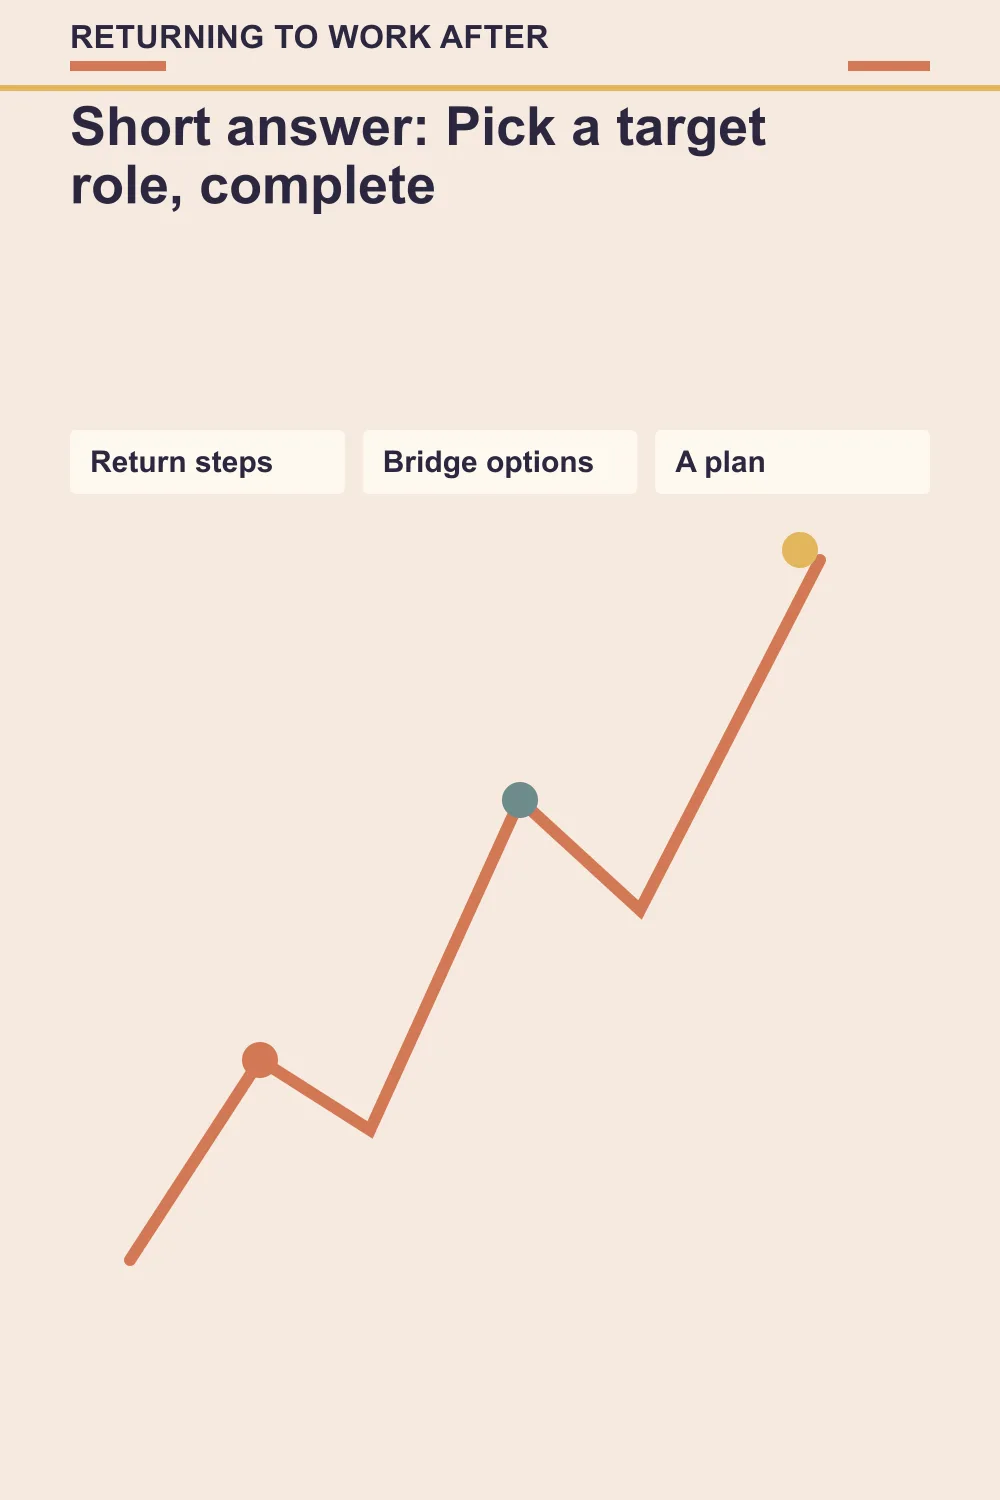 RETURNING TO WORK AFTER
Short answer: Pick a target
role, complete
Return steps
Bridge options
A plan